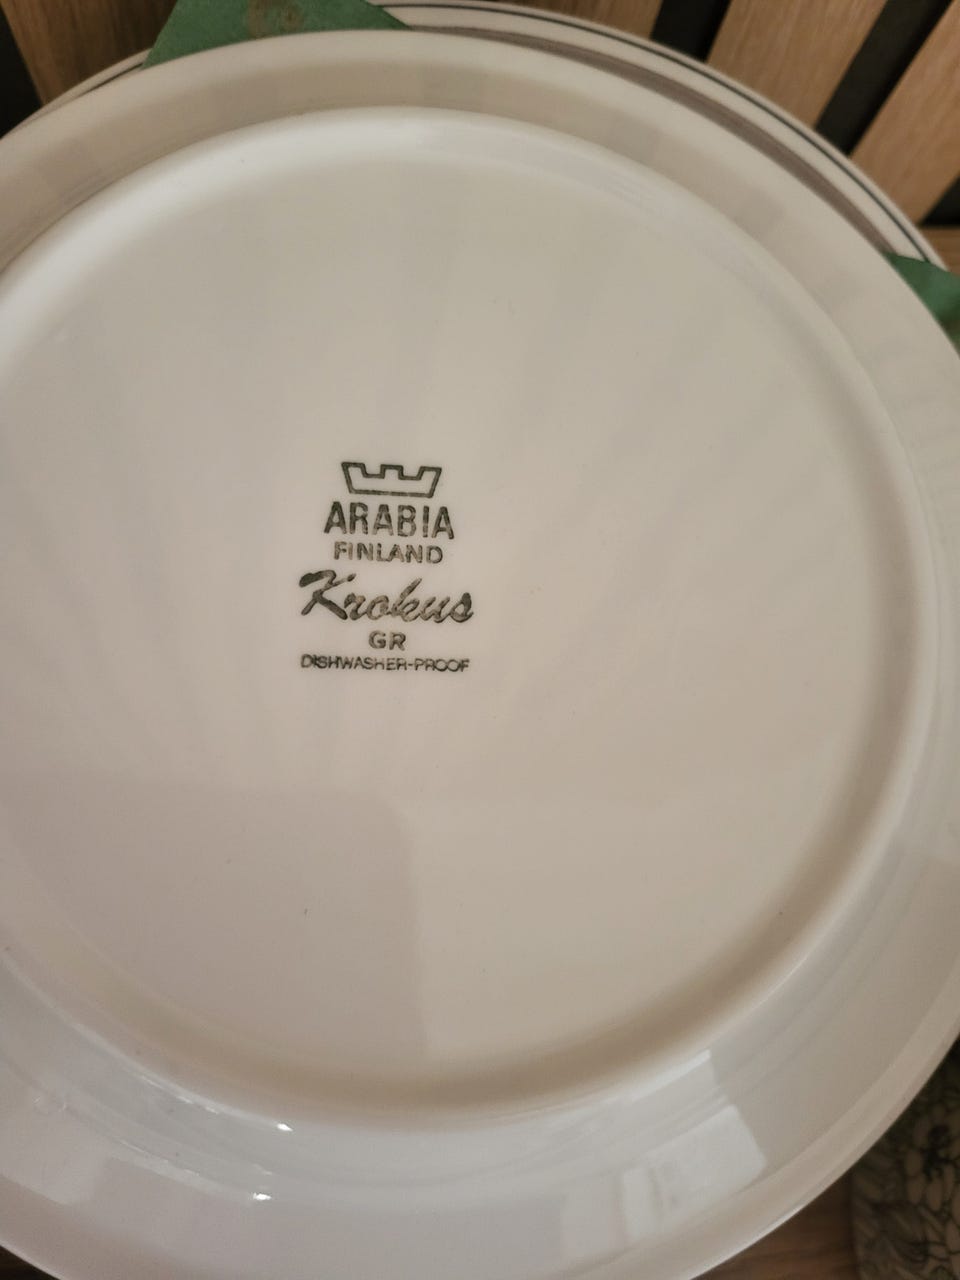 ARABIA
FINLAND
Krokus
GR
DISHWASHER-PROOF